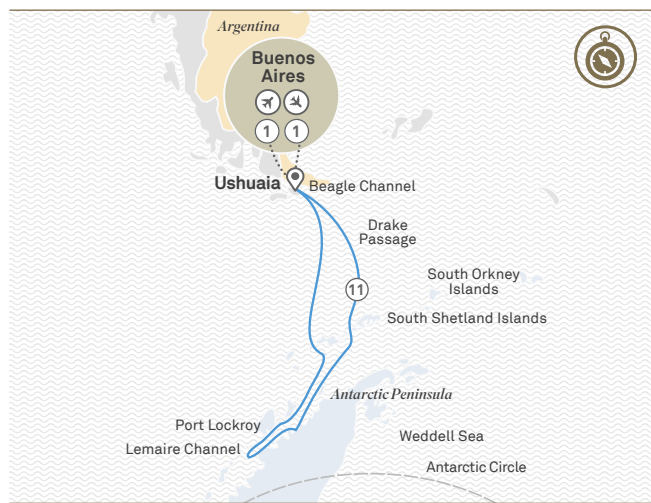 Argentina
Buenos
Aires
1 1
Ushuaia
Beagle Channel
Drake
Passage
11
South Orkney
Islands
South Shetland Islands
Antarctic Peninsula
Port Lockroy
Lemaire Channel
Weddell Sea
Antarctic Circle